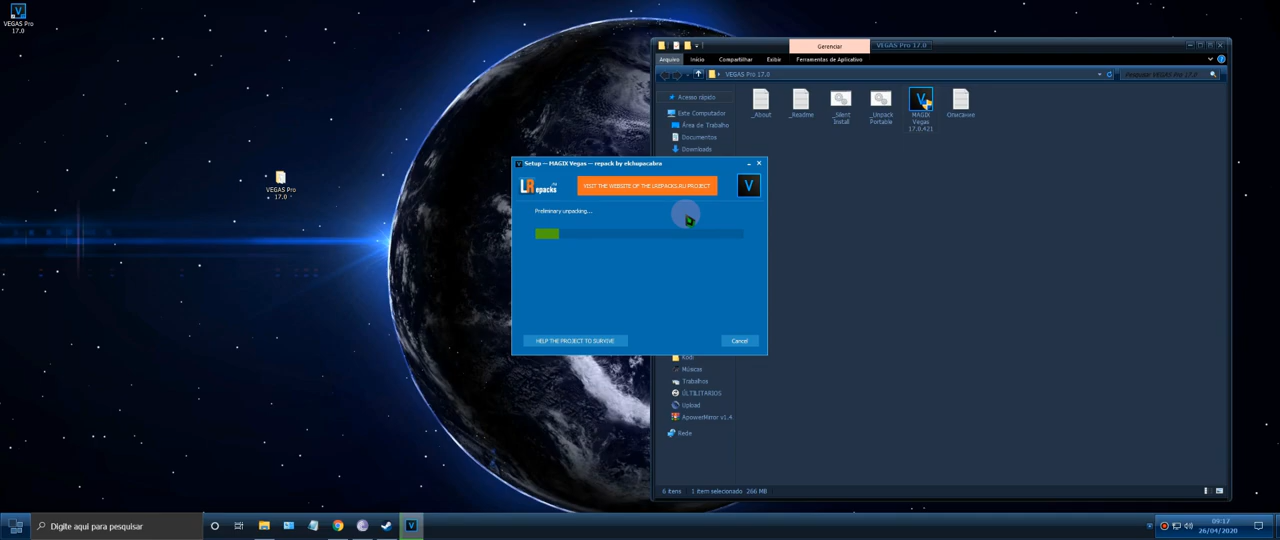 VEGAS Pro
17.0
VEGAS Pro
17.0
Gerenciar
VEGAS Pro 17.0
Arquivo
Início
Compartilhar
Exibir
Ferramentas de Aplicativo
VEGAS Pro 17.0
Pesquisar VEGAS Pro 17.0
Acesso rápido
Este Computador
Área de Trabalho
Documentos
Downloads
_About
_Readme
_Silent
Install
_Unpack
Portable
MAGIX
Vegas
17.0.421
Описание
Setup — MAGIX Vegas — repack by elchupacabra
LRepacks
VISIT THE WEBSITE OF THE LREPACKS.RU PROJECT
V
Preliminary unpacking...
HELP THE PROJECT TO SURVIVE
Cancel
Kodi
Músicas
Trabalhos
Upload
ApowerMirror v1.4
Rede
6 itens
1 item selecionado 266 MB
Digite aqui para pesquisar
09:17
26/04/2020